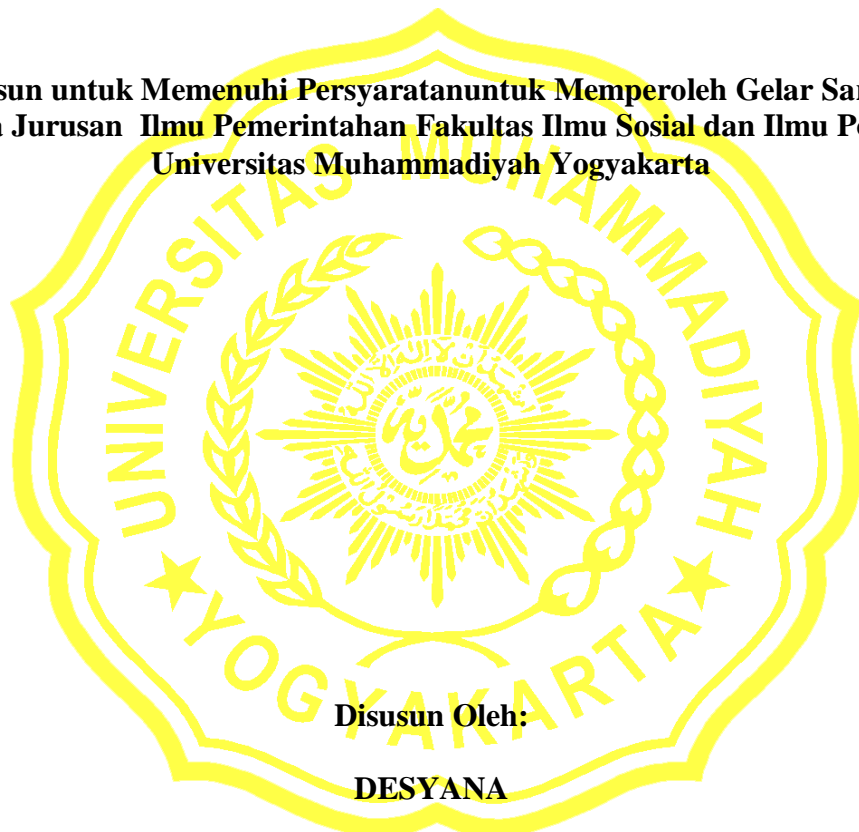 sun untuk Memenuhi Persyaratanuntuk Memperoleh Gelar Sar
a Jurusan Ilmu Pemerintahan Fakultas Ilmu Sosial dan Ilmu Po
Universitas Muhammadiyah Yogyakarta
UNIVERSITAS MUHAMMADIYAH
محمدية
★ YOGYAKARTA ★
Disusun Oleh:
DESYANA